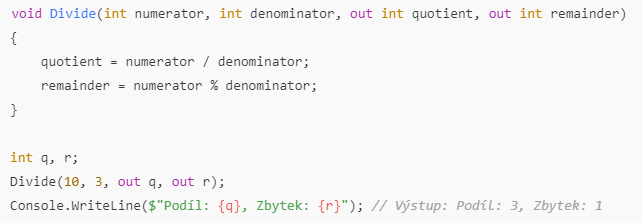 void Divide(int numerator, int denominator, out int quotient, out int remainder)
{
    quotient = numerator / denominator;
    remainder = numerator % denominator;
}

int q, r;
Divide(10, 3, out q, out r);
Console.WriteLine($"Podíl: {q}, Zbytek: {r}"); // Výstup: Podíl: 3, Zbytek: 1